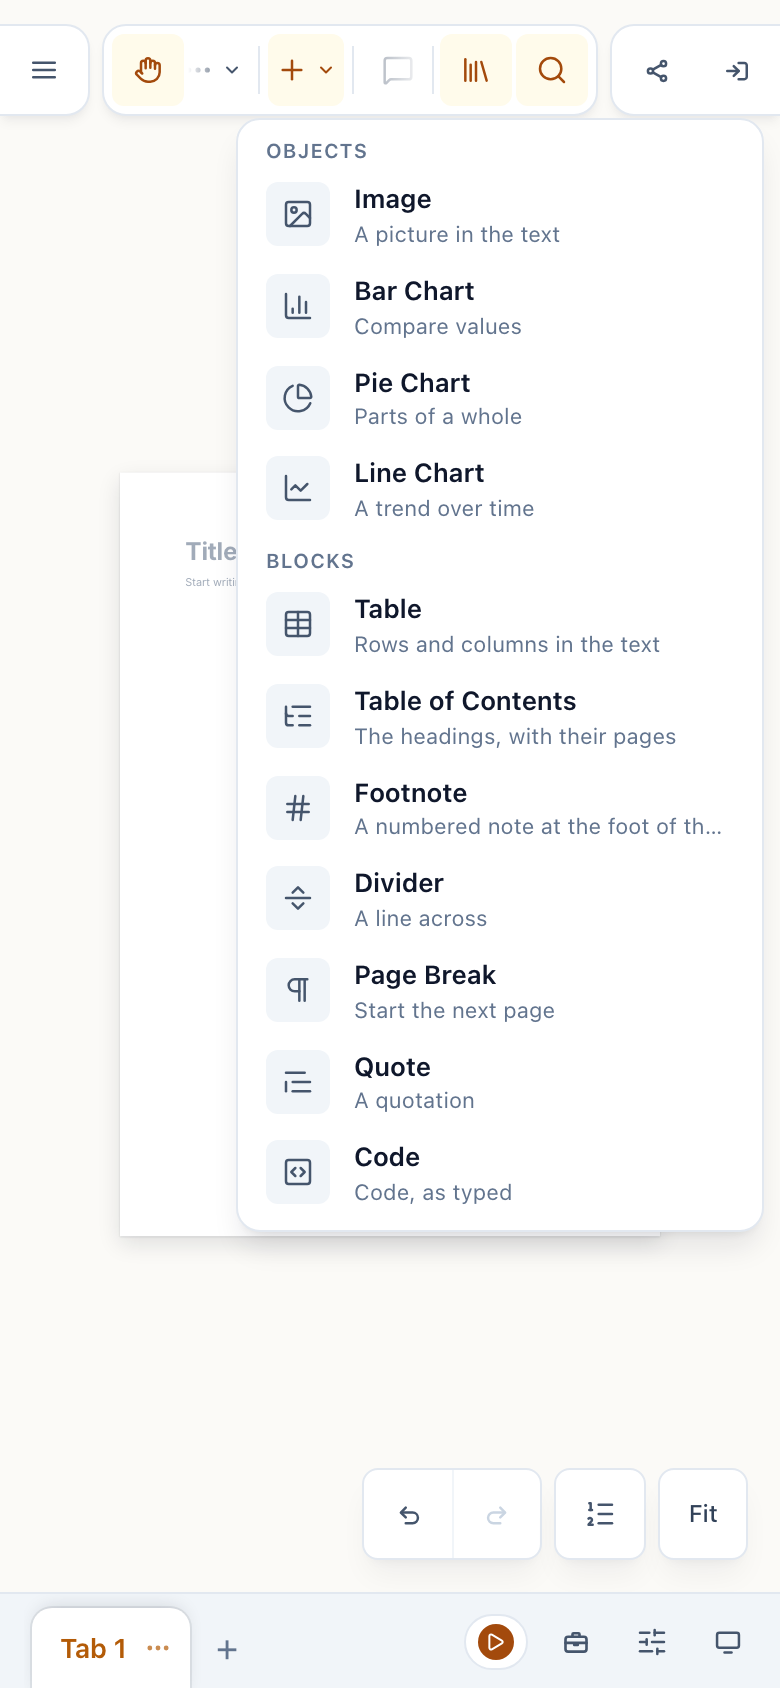 OBJECTS
Image
A picture in the text
Bar Chart
Compare values
Pie Chart
Parts of a whole
Line Chart
A trend over time
Title
Start writi
BLOCKS
Table
Rows and columns in the text
Table of Contents
The headings, with their pages
Footnote
A numbered note at the foot of th...
Divider
A line across
Page Break
Start the next page
Quote
A quotation
Code
Code, as typed
Fit
Tab 1